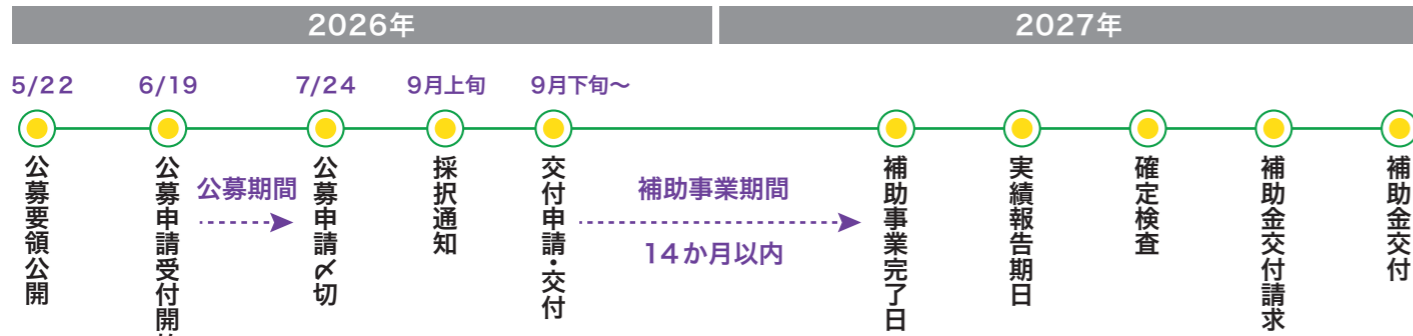 2026年
2027年
5/22
6/19
7/24
9月上旬
9月下旬～
公募要領公開
公募申請受付開
公募申請〆切
採択通知
交付申請・交付
補助事業完了日
実績報告期日
確定検査
補助金交付請求
補助金交付
公募期間
補助事業期間
14か月以内